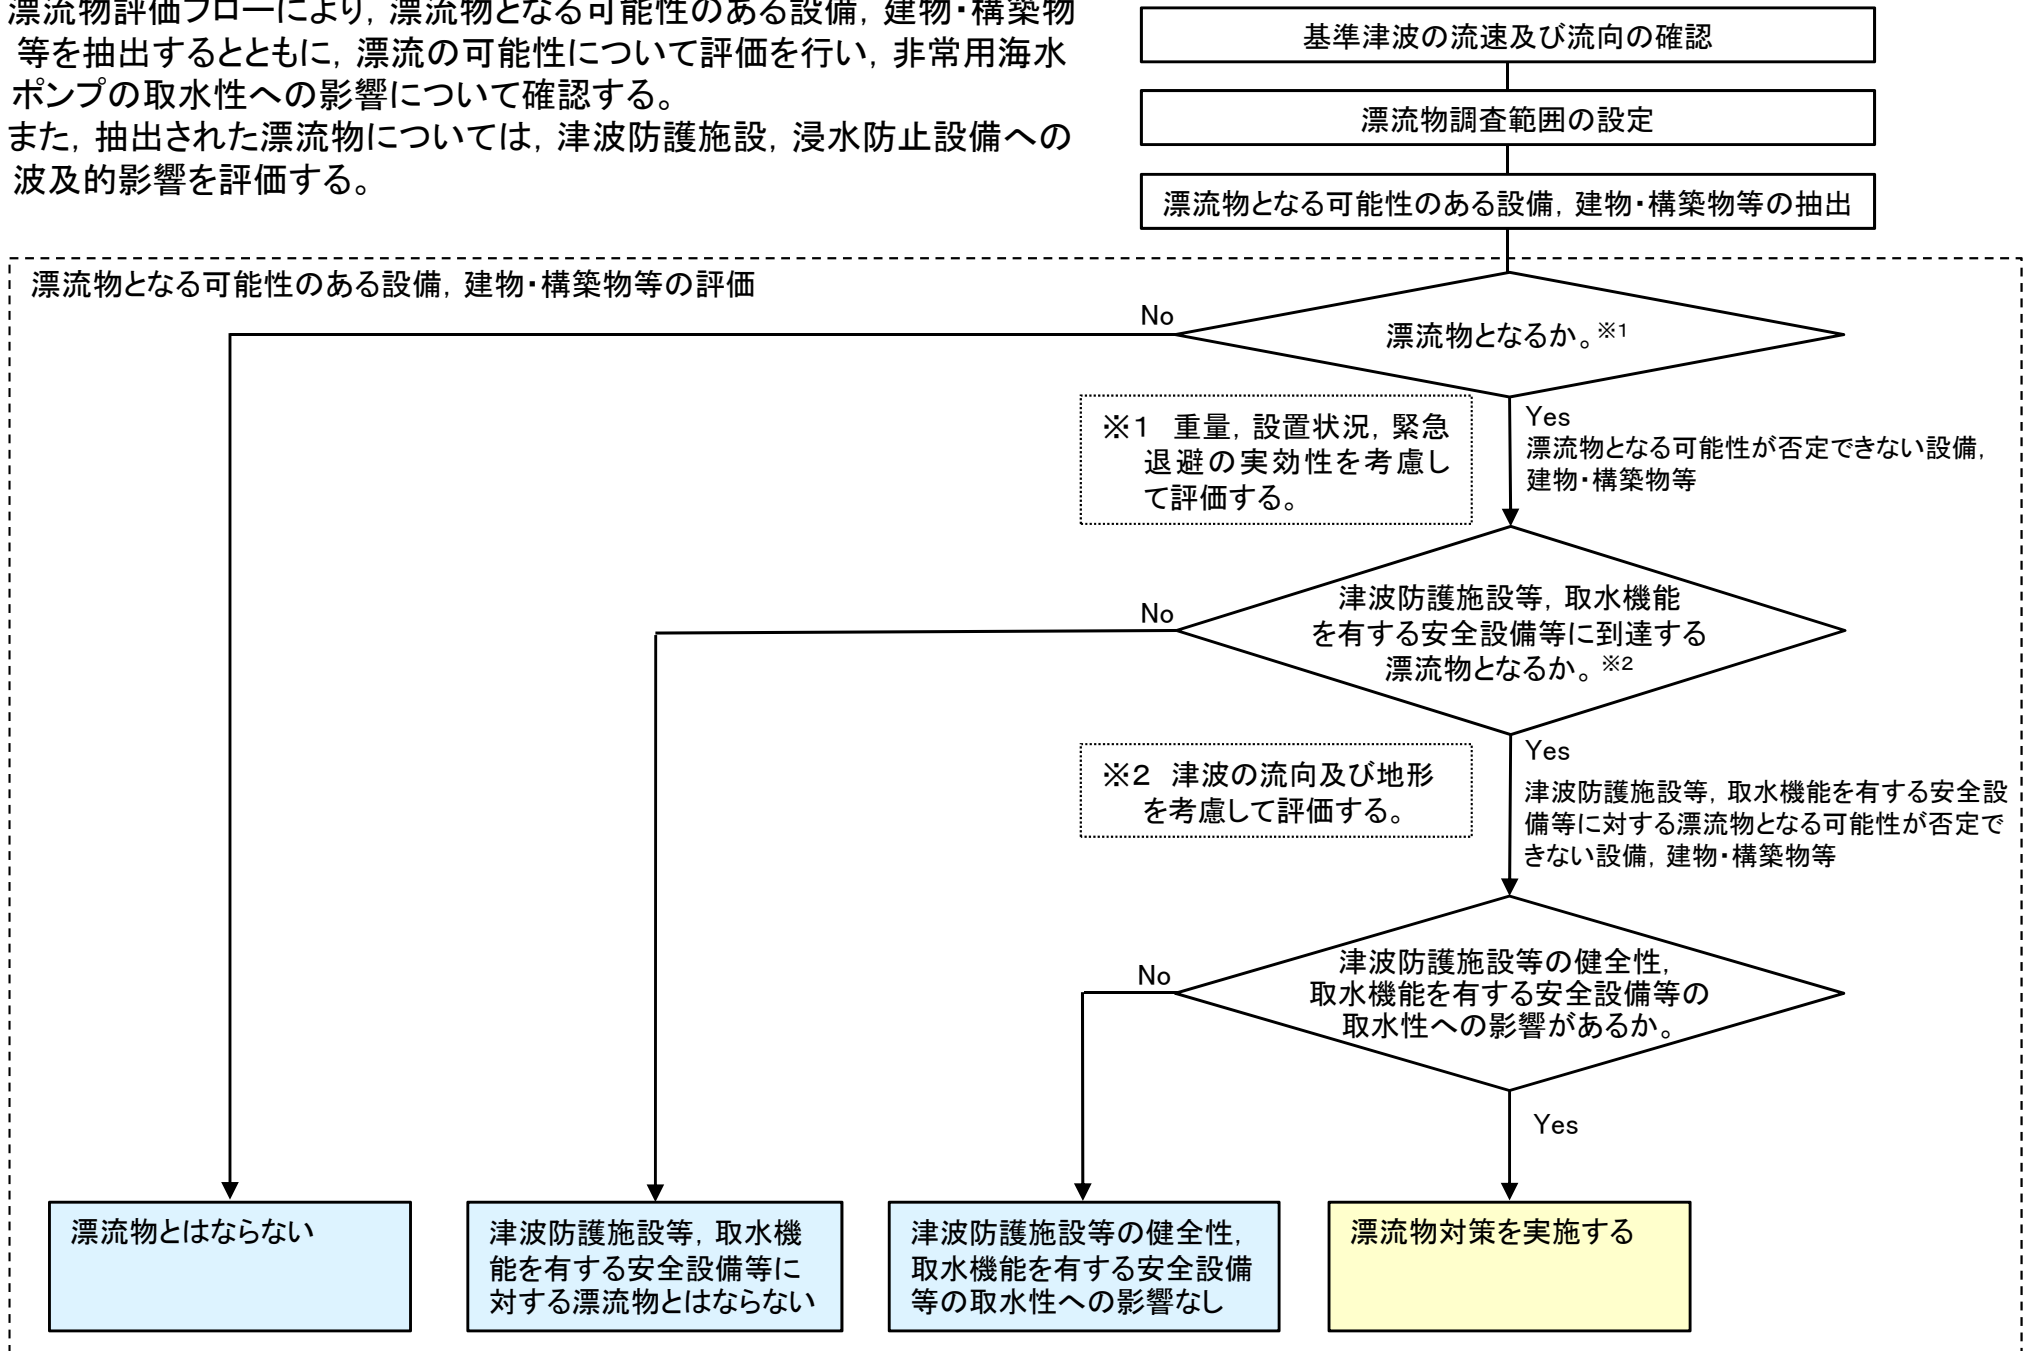 漂流物評価フローにより, 漂流物となる可能性のある設備, 建物・構築物
等を抽出するとともに, 漂流の可能性について評価を行い, 非常用海水
ポンプの取水性への影響について確認する。
また, 抽出された漂流物については, 津波防護施設, 浸水防止設備への
波及的影響を評価する。
基準津波の流速及び流向の確認
漂流物調査範囲の設定
漂流物となる可能性のある設備, 建物・構築物等の抽出
漂流物となる可能性のある設備, 建物・構築物等の評価
No
漂流物となるか。※1
※1 重量, 設置状況, 緊急
退避の実効性を考慮し
て評価する。
Yes
漂流物となる可能性が否定できない設備,
建物・構築物等
No
津波防護施設等, 取水機能
を有する安全設備等に到達する
漂流物となるか。※2
※2 津波の流向及び地形
を考慮して評価する。
Yes
津波防護施設等, 取水機能を有する安全設
備等に対する漂流物となる可能性が否定で
きない設備, 建物・構築物等
No
津波防護施設等の健全性,
取水機能を有する安全設備等の
取水性への影響があるか。
Yes
漂流物とはならない
津波防護施設等, 取水機
能を有する安全設備等に
対する漂流物とはならない
津波防護施設等の健全性,
取水機能を有する安全設備
等の取水性への影響なし
漂流物対策を実施する